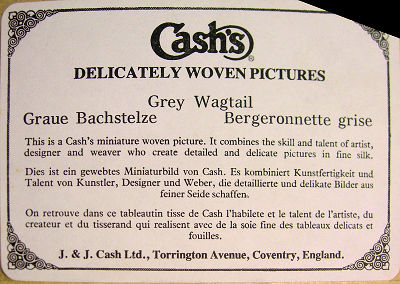 Cash's®
DELICATELY WOVEN PICTURES
Grey Wagtail
Graue Bachstelze Bergeronnette grise
This is a Cash's miniature woven picture. It combines the skill and talent of artist,
designer and weaver who create detailed and delicate pictures in fine silk.
Dies ist ein gewebtes Miniaturbild von Cash. Es kombiniert Kunstfertigkeit und
Talent von Kunstler, Designer und Weber, die detaillierte und delikate Bilder aus
feiner Seide schaffen.
On retrouve dans ce tableautin tisse de Cash l'habilete et le talent de l'artiste, du
createur et du tisserand qui realisent avec de la soie fine des tableaux delicats et
fouilles.
J. & J. Cash Ltd., Torrington Avenue, Coventry, England.